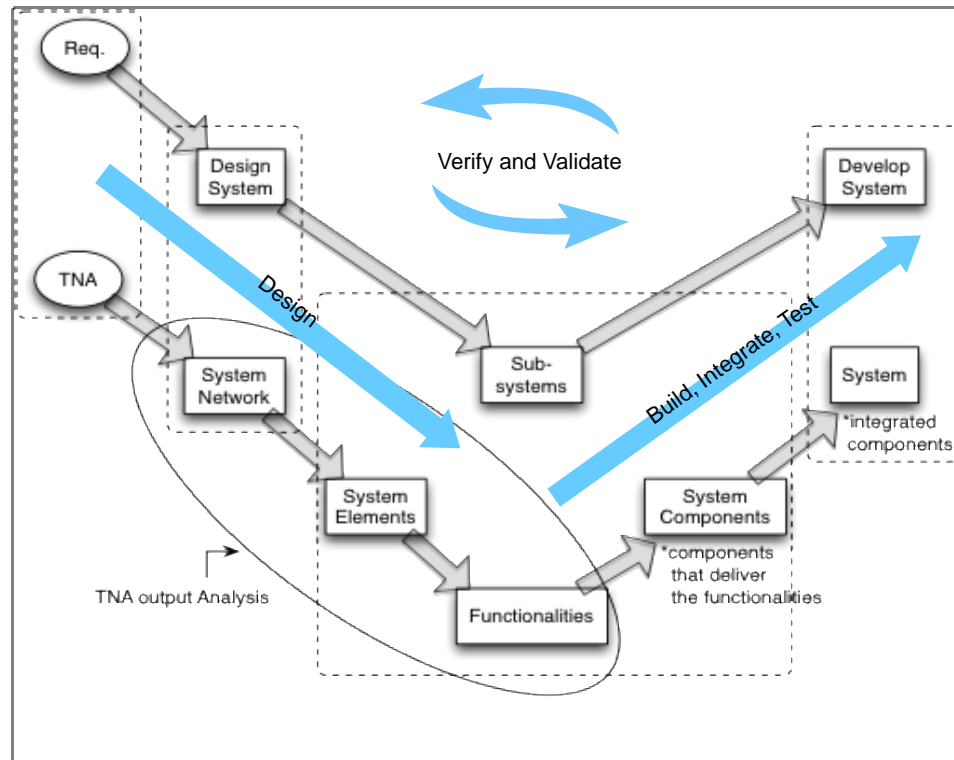 Req.
Design
System
Verify and Validate
Develop
System
TNA
Design
Sub-
systems
Build, Integrate, Test
System
Network
System
*integrated
components
System
Elements
System
Components
*components
that deliver
the functionalities
TNA output Analysis
Functionalities